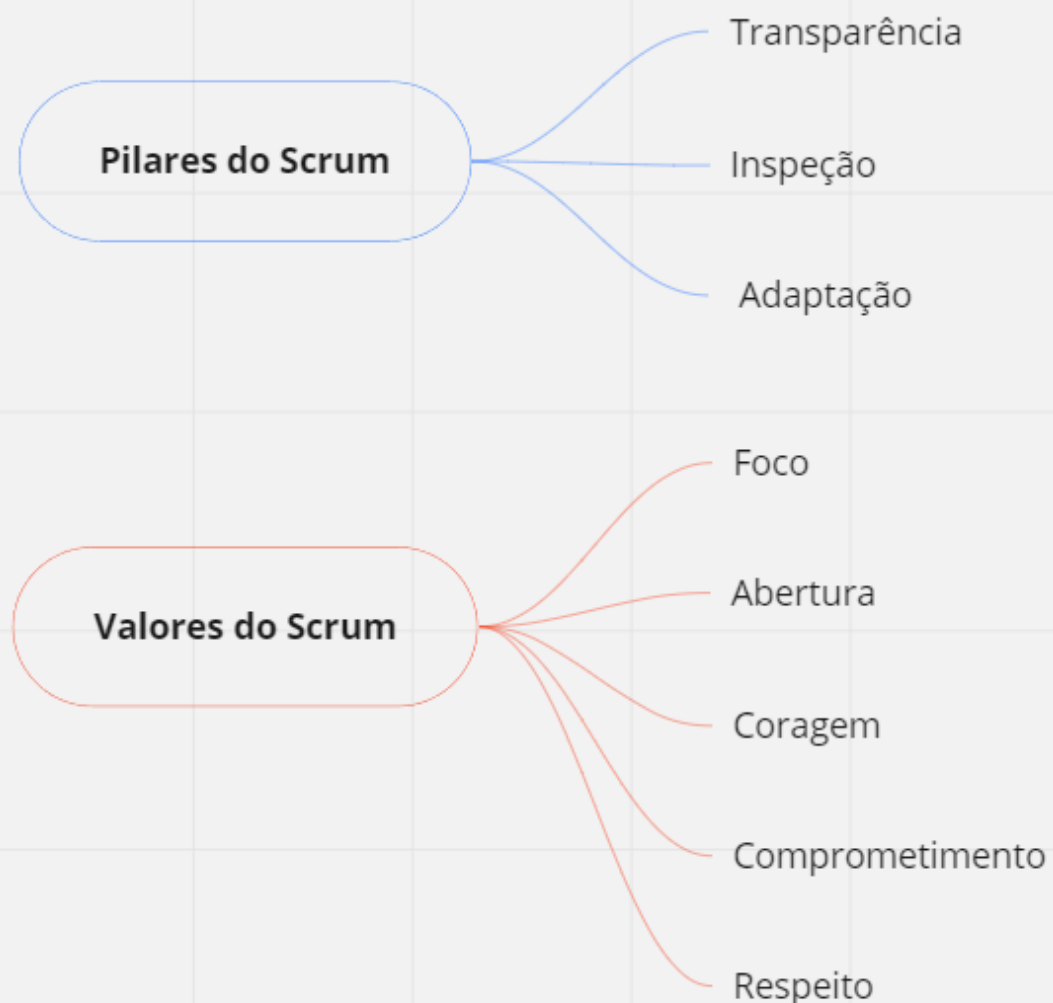 Pilares do Scrum
Transparência
Inspeção
Adaptação
Valores do Scrum
Foco
Abertura
Coragem
Comprometimento
Respeito